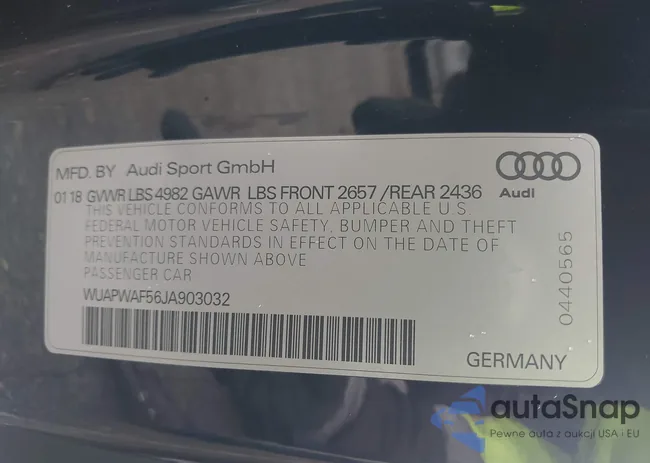 MFD. BY Audi Sport GmbH
01 18 GVWR LBS 4982 GAWR LBS FRONT 2657 /REAR 2436
Audi
THIS VEHICLE CONFORMS TO ALL APPLICABLE U.S.
FEDERAL MOTOR VEHICLE SAFETY, BUMPER AND THEFT
PREVENTION STANDARDS IN EFFECT ON THE DATE OF
MANUFACTURE SHOWN ABOVE
PASSENGER CAR
WUAPWAF56JA903032
0440565
GERMANY
autaSnap
Pewne auta z aukcji USA i EU